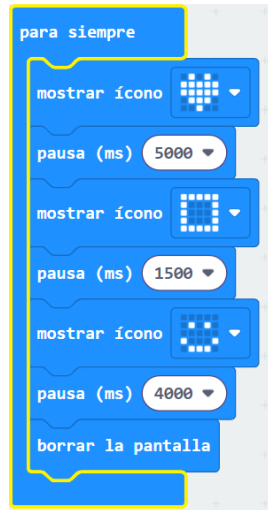 para siempre
mostrar ícono
pausa (ms) 5000
mostrar ícono
pausa (ms) 1500
mostrar ícono
pausa (ms) 4000
borrar la pantalla